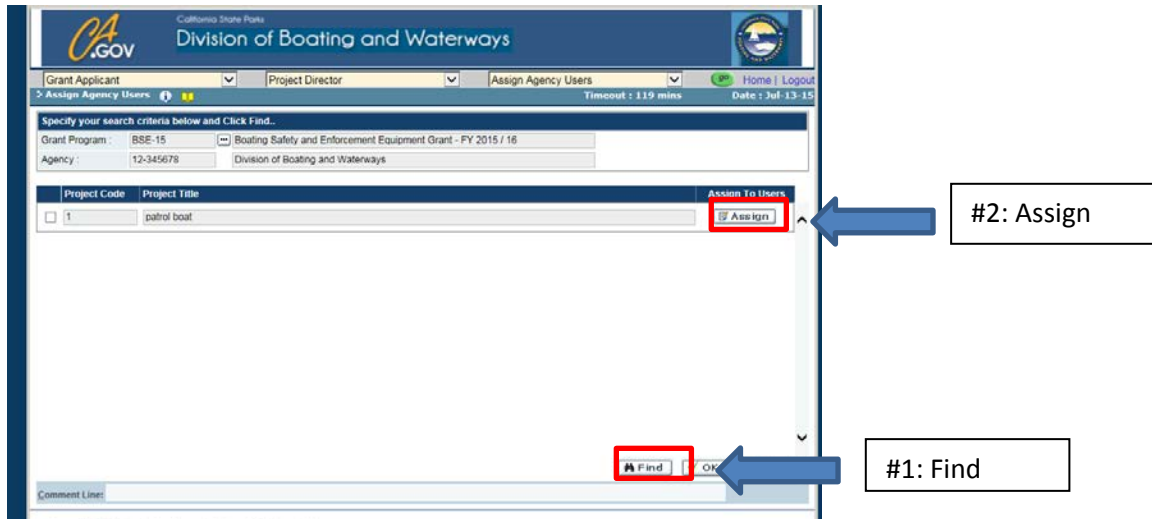 CA.GOV
California State Parks
Division of Boating and Waterways
Grant Applicant Project Director Assign Agency Users go Home | Logout
> Assign Agency Users Timeout : 119 mins Date : Jul-13-15
Specify your search criteria below and Click Find..
Grant Program : BSE-15 ... Boating Safety and Enforcement Equipment Grant - FY 2015 / 16
Agency : 12-345678 Division of Boating and Waterways
Project Code Project Title Assign To Users
1 patrol boat Assign
#2: Assign
Find OK
#1: Find
Comment Line: